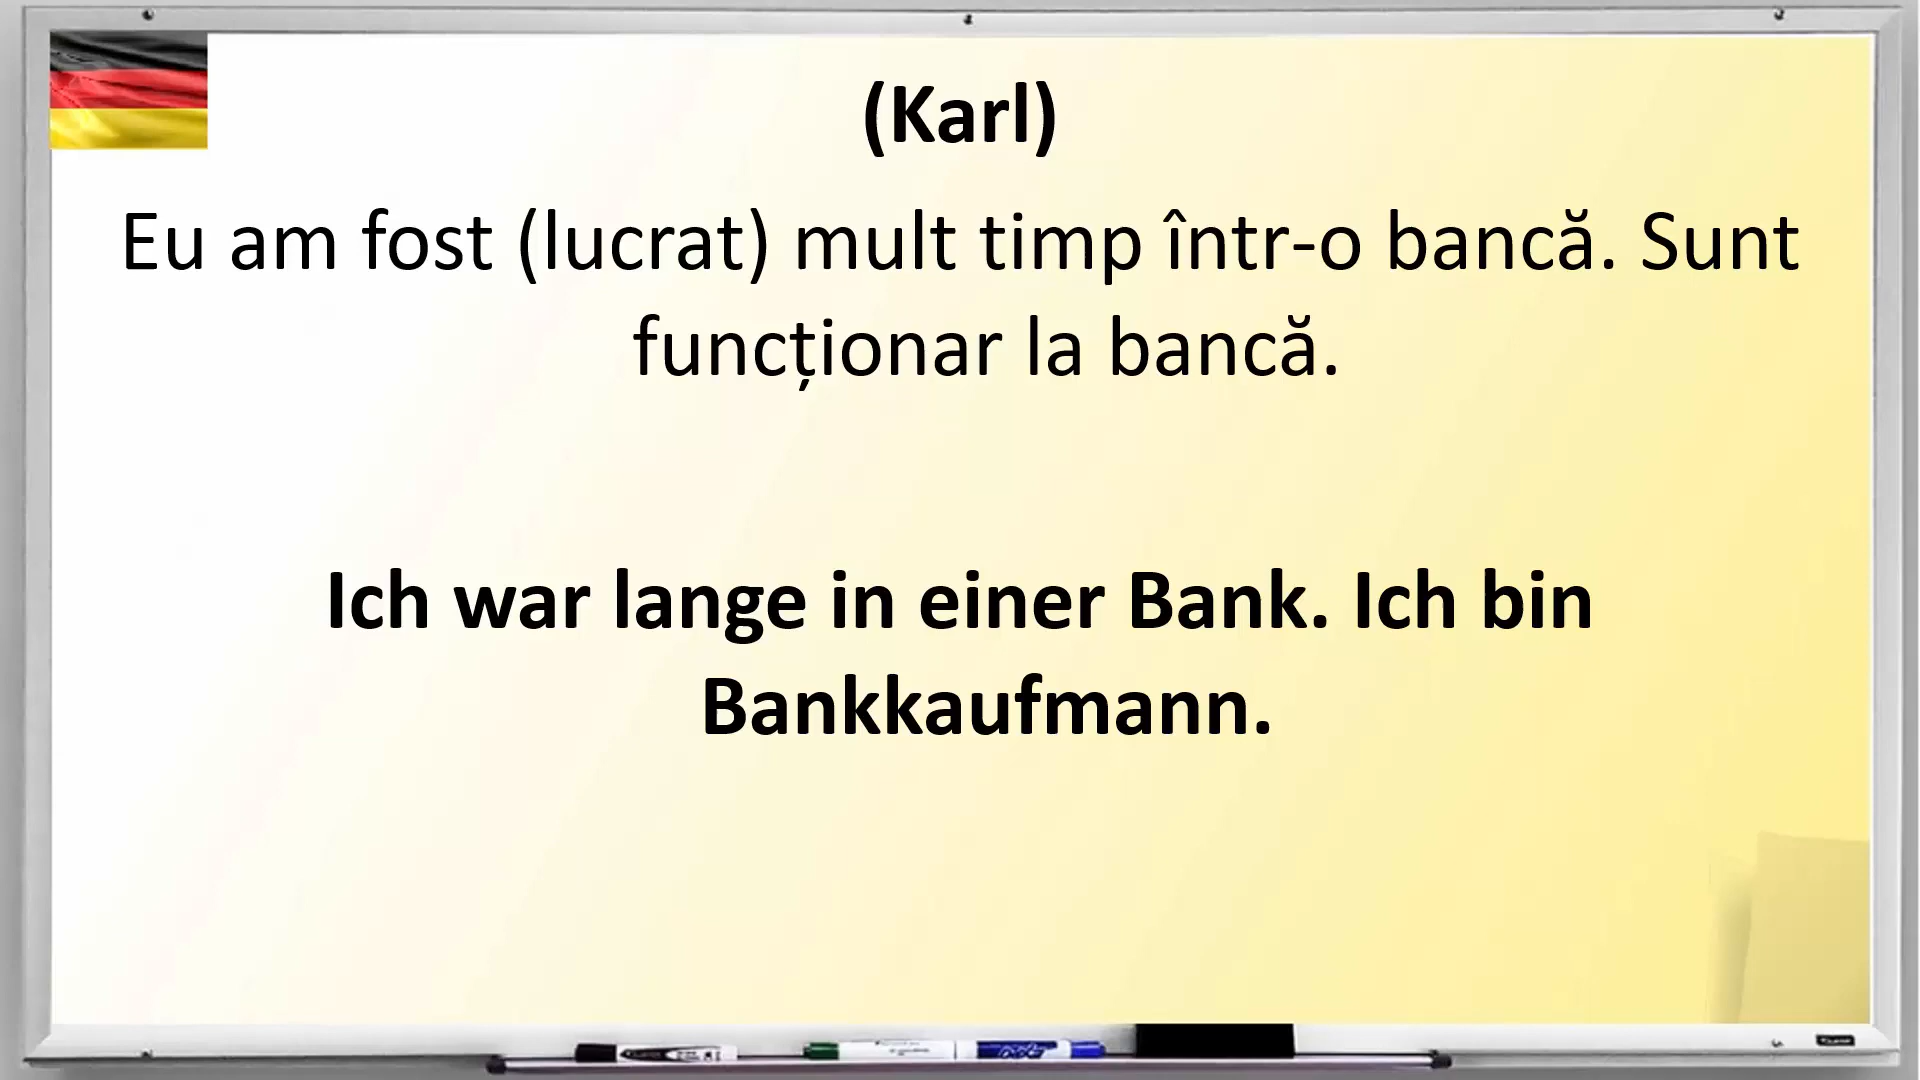 (Karl)
Eu am fost (lucrat) mult timp într-o bancă. Sunt
funcționar la bancă.
Ich war lange in einer Bank. Ich bin
Bankkaufmann.